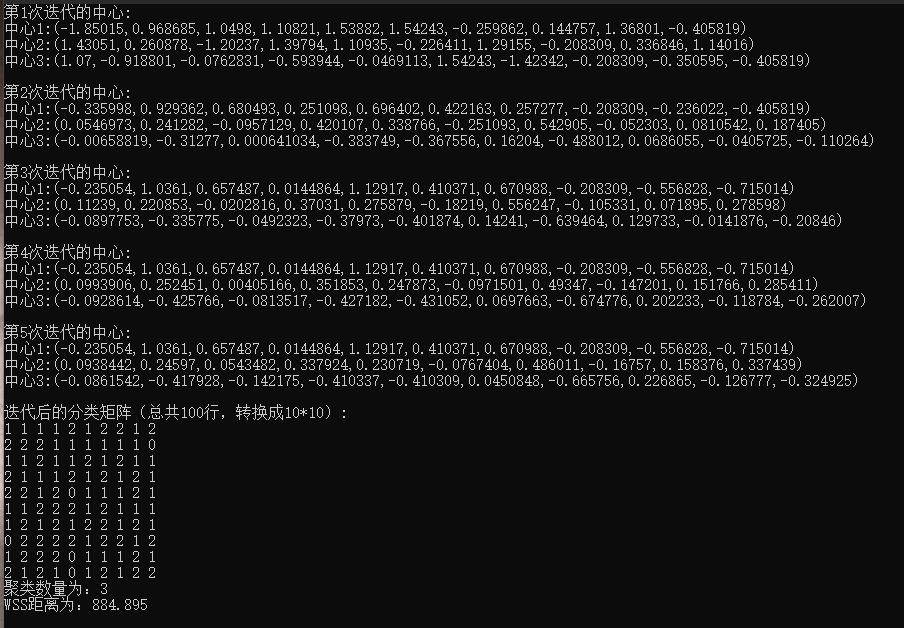 第1次迭代的中心:
中心1:(-1.85015,0.968685,1.0498,1.10821,1.53882,1.54243,-0.259862,0.144757,1.36801,-0.405819)
中心2:(1.43051,0.260878,-1.20237,1.39794,1.10935,-0.226411,1.29155,-0.208309,0.336846,1.14016)
中心3:(1.07,-0.918801,-0.0762831,-0.593944,-0.0469113,1.54243,-1.42342,-0.208309,-0.350595,-0.405819)
第2次迭代的中心:
中心1:(-0.335998,0.929362,0.680493,0.251098,0.696402,0.422163,0.257277,-0.208309,-0.236022,-0.405819)
中心2:(0.0546973,0.241282,-0.0957129,0.420107,0.338766,-0.251093,0.542905,-0.052303,0.0810542,0.187405)
中心3:(-0.00658819,-0.31277,0.000641034,-0.383749,-0.367556,0.16204,-0.488012,0.0686055,-0.0405725,-0.110264)
第3次迭代的中心:
中心1:(-0.235054,1.0361,0.657487,0.0144864,1.12917,0.410371,0.670988,-0.208309,-0.556828,-0.715014)
中心2:(0.11239,0.220853,-0.0202816,0.37031,0.275879,-0.18219,0.556247,-0.105331,0.071895,0.278598)
中心3:(-0.0897753,-0.335775,-0.0492323,-0.37973,-0.401874,0.14241,-0.639464,0.129733,-0.0141876,-0.20846)
第4次迭代的中心:
中心1:(-0.235054,1.0361,0.657487,0.0144864,1.12917,0.410371,0.670988,-0.208309,-0.556828,-0.715014)
中心2:(0.0993906,0.252451,0.00405166,0.351853,0.247873,-0.0971501,0.49347,-0.147201,0.151766,0.285411)
中心3:(-0.0928614,-0.425766,-0.0813517,-0.427182,-0.431052,0.0697663,-0.674776,0.202233,-0.118784,-0.262007)
第5次迭代的中心:
中心1:(-0.235054,1.0361,0.657487,0.0144864,1.12917,0.410371,0.670988,-0.208309,-0.556828,-0.715014)
中心2:(0.0938442,0.24597,0.0543482,0.337924,0.230719,-0.0767404,0.486011,-0.16757,0.158376,0.337439)
中心3:(-0.0861542,-0.417928,-0.142175,-0.410337,-0.410309,0.0450848,-0.665756,0.226865,-0.126777,-0.324925)
迭代后的分类矩阵（总共100行，转换成10*10）:
1 1 1 1 2 1 2 2 1 2
2 2 2 1 1 1 1 1 1 0
1 1 2 1 1 2 1 2 1 1
2 1 1 1 2 1 2 1 2 1
2 2 1 2 0 1 1 1 2 1
1 1 2 2 2 1 2 1 1 1
1 2 1 2 1 2 2 1 2 1
0 2 2 2 2 1 2 2 1 2
1 2 2 2 0 1 1 1 2 1
2 1 2 1 0 1 2 1 2 2
聚类数量为: 3
WSS距离为: 884.895